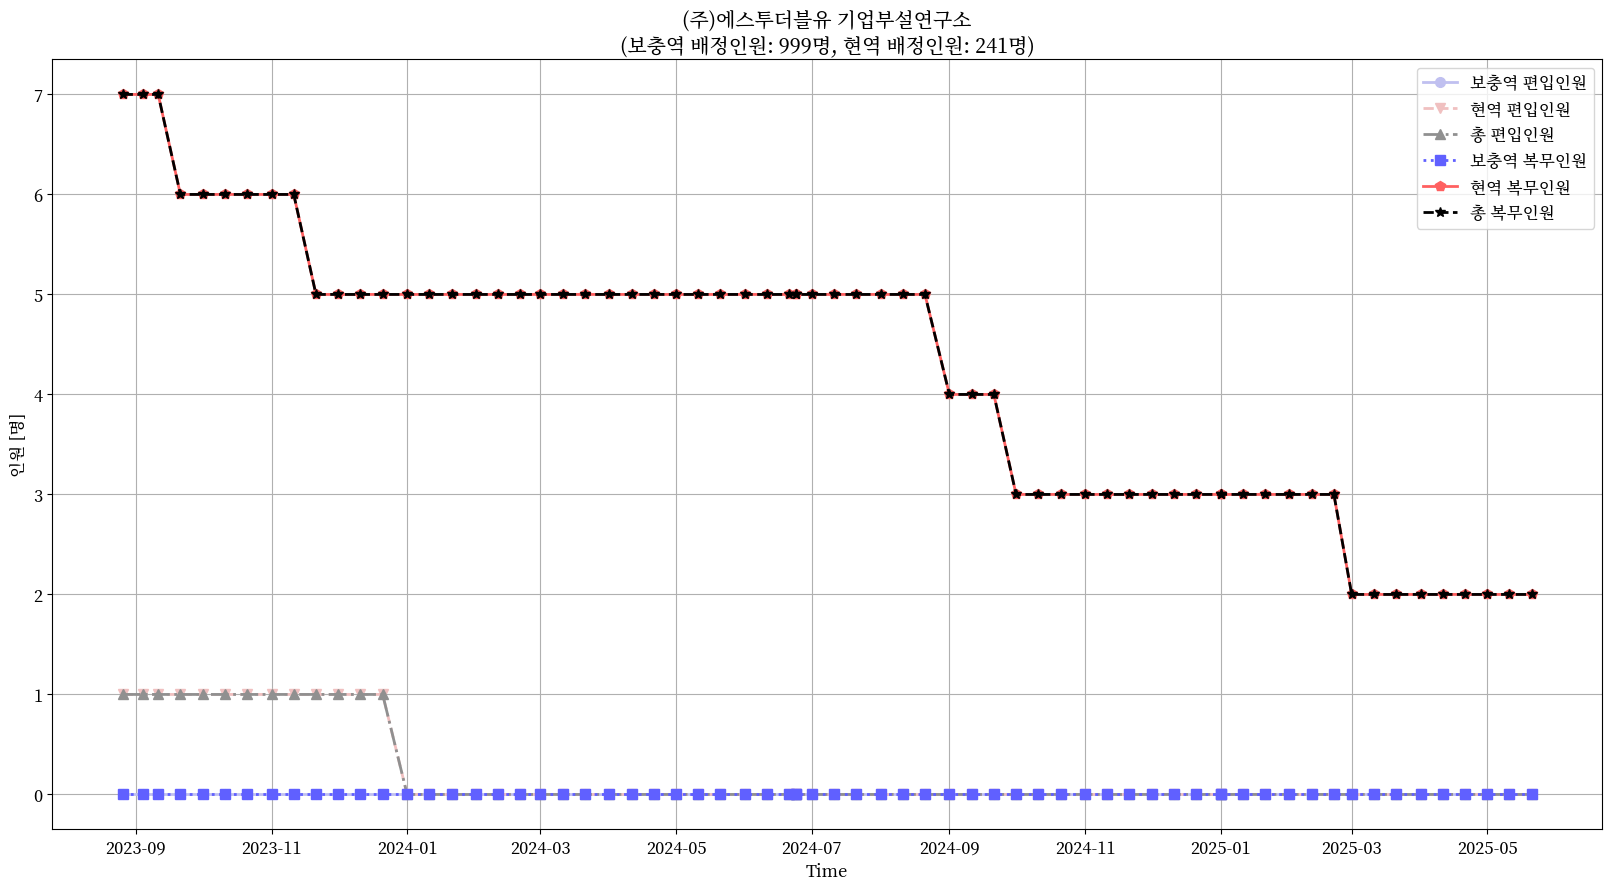 (주)에스투더블유 기업부설연구소
(보충역 배정인원: 999명, 현역 배정인원: 241명)
보충역 편입인원
현역 편입인원
총 편입인원
보충역 복무인원
현역 복무인원
총 복무인원
인원 [명]
7
6
5
4
3
2
1
0
2023-09 2023-11 2024-01 2024-03 2024-05 2024-07 2024-09 2024-11 2025-01 2025-03 2025-05
Time